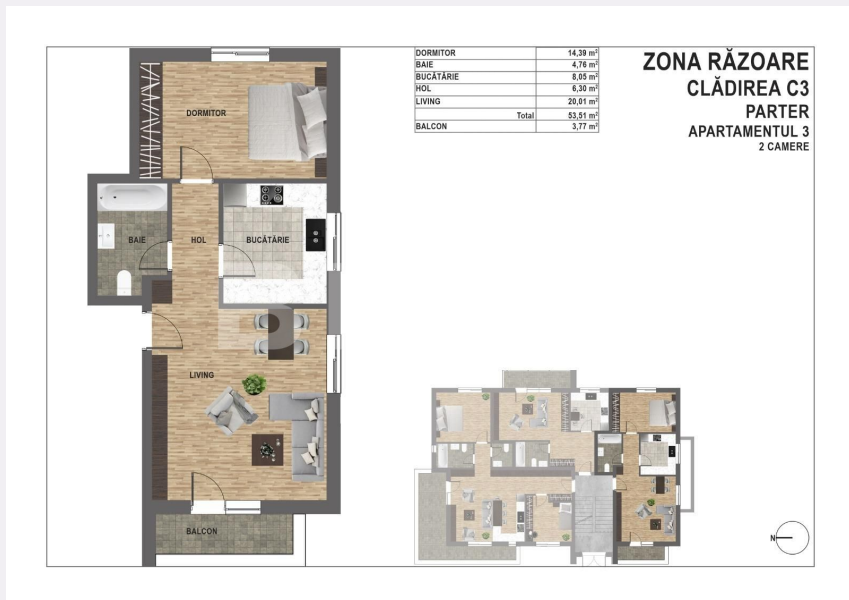 DORMITOR 14,39 m²
BAIE 4,76 m²
BUCĂTĂRIE 8,05 m²
HOL 6,30 m²
LIVING 20,01 m²
Total 53,51 m²
BALCON 3,77 m²
ZONA RĂZOARE
CLĂDIREA C3
PARTER
APARTAMENTUL 3
2 CAMERE
DORMITOR
BAIE
HOL
BUCĂTĂRIE
LIVING
BALCON
N